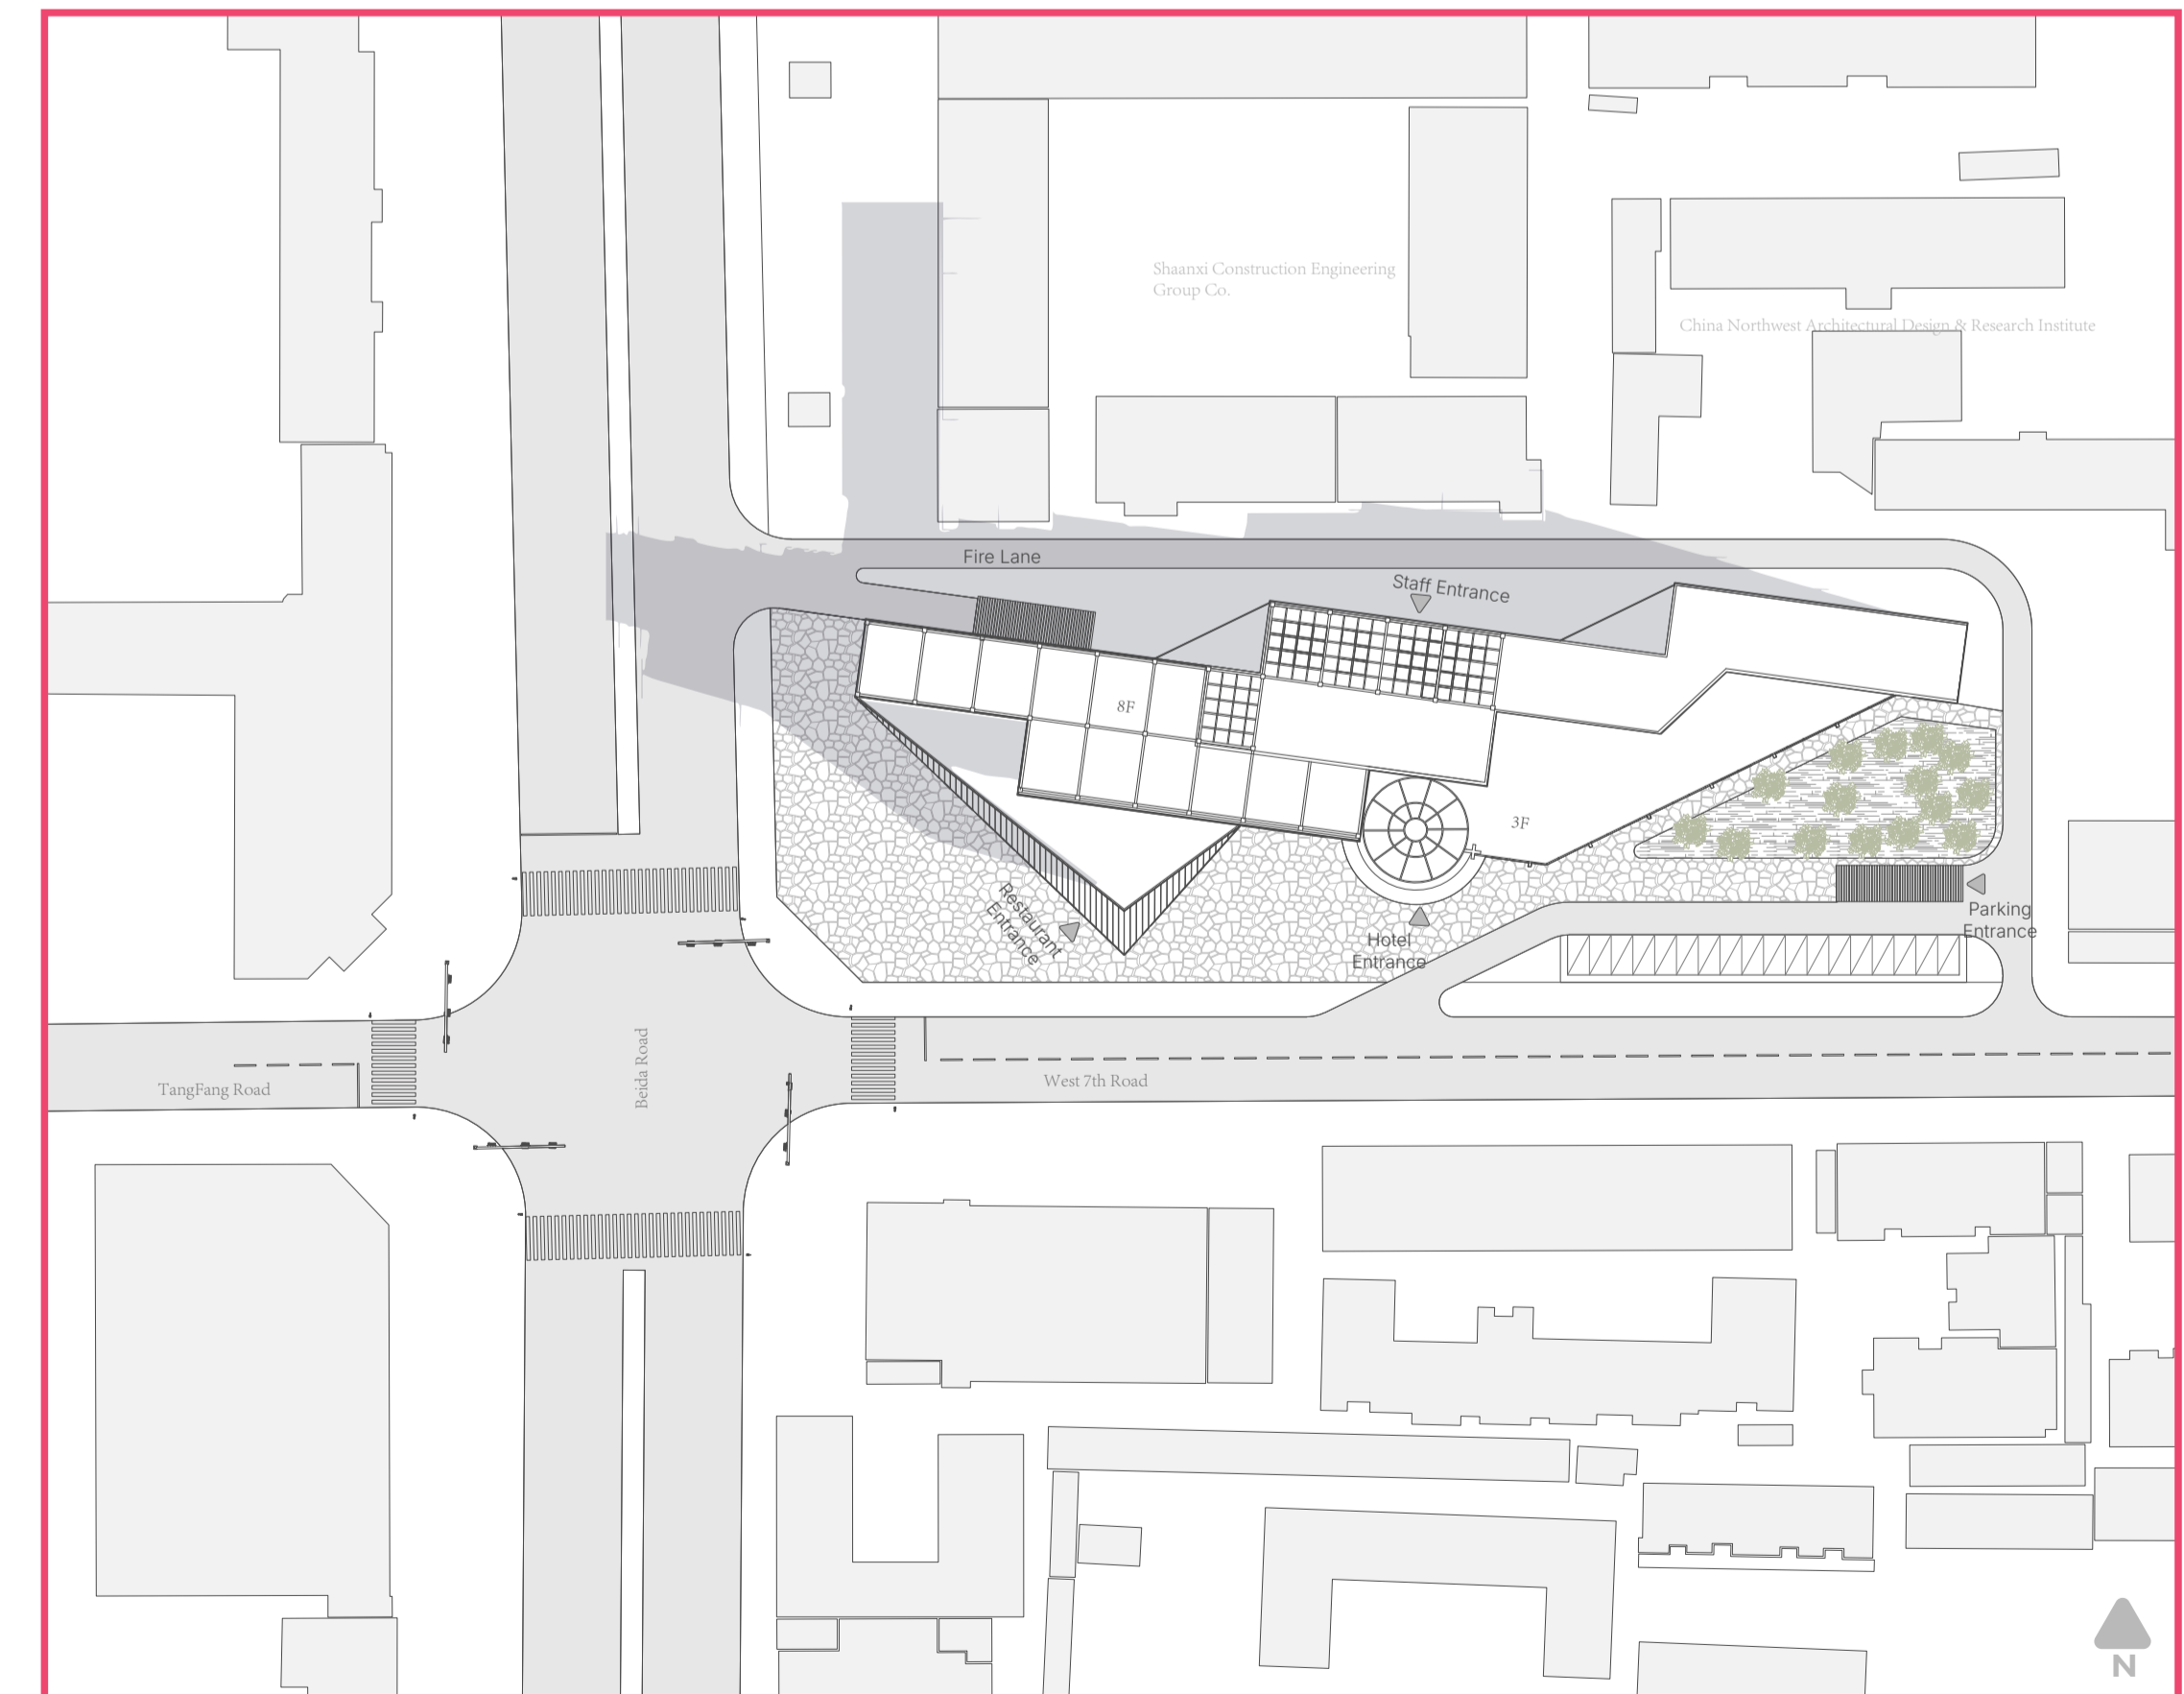 Shaanxi Construction Engineering
Group Co.
China Northwest Architectural Design & Research Institute
Fire Lane
Staff Entrance
8F
3F
Restaurant
Entrance
Hotel
Entrance
Parking
Entrance
Beida Road
TangFang Road
West 7th Road
N